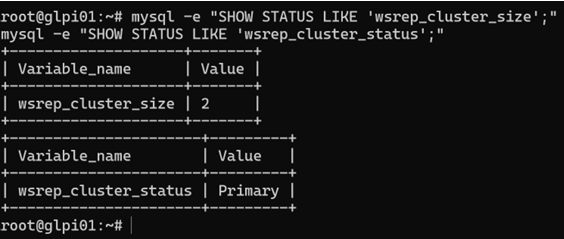 root@glpi01:~# mysql -e "SHOW STATUS LIKE 'wsrep_cluster_size';"
mysql -e "SHOW STATUS LIKE 'wsrep_cluster_status';"
+--------------------+-------+
| Variable_name      | Value |
+--------------------+-------+
| wsrep_cluster_size | 2     |
+--------------------+-------+
+----------------------+---------+
| Variable_name        | Value   |
+----------------------+---------+
| wsrep_cluster_status | Primary |
+----------------------+---------+
root@glpi01:~#